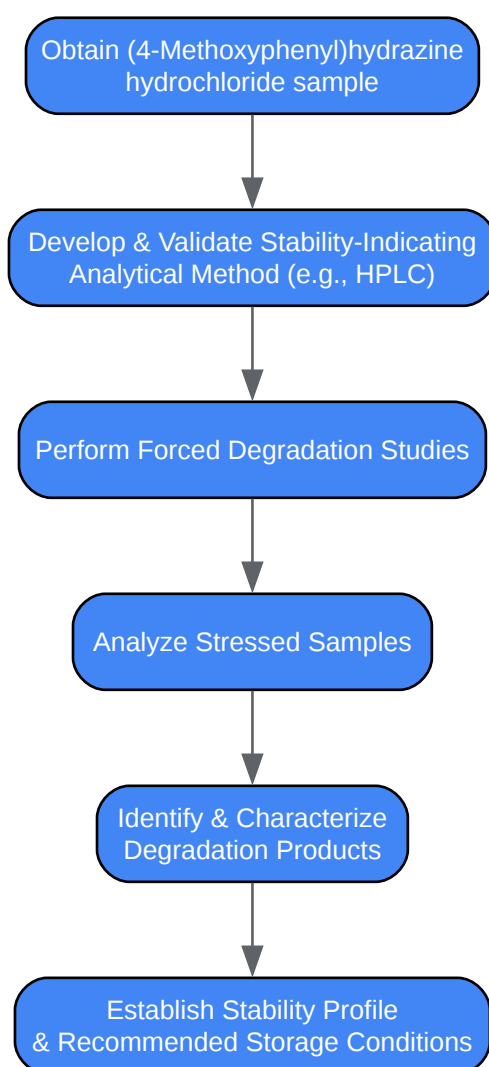 Obtain (4-Methoxyphenyl)hydrazine
hydrochloride sample
Develop & Validate Stability-Indicating
Analytical Method (e.g., HPLC)
Perform Forced Degradation Studies
Analyze Stressed Samples
Identify & Characterize
Degradation Products
Establish Stability Profile
& Recommended Storage Conditions